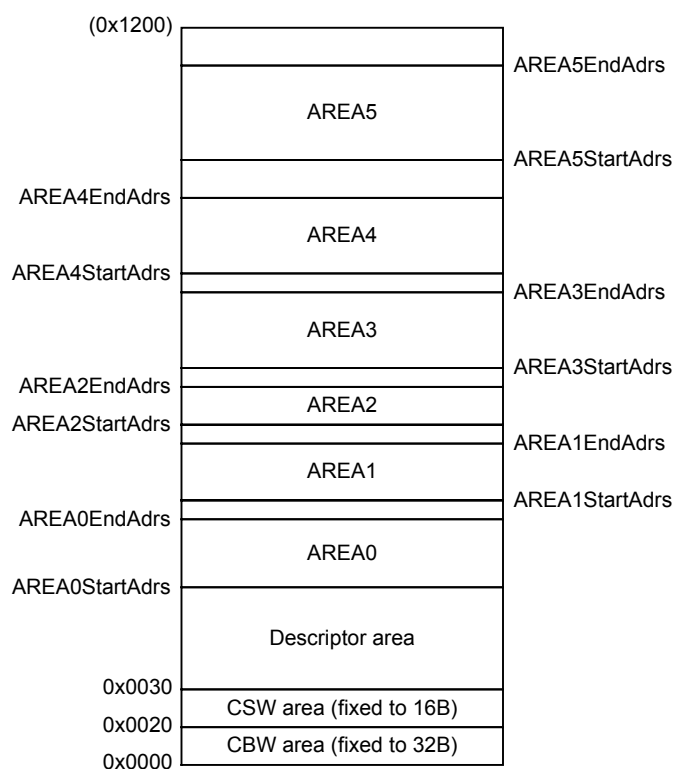 (0x1200)
AREA5EndAdrs
AREA5
AREA5StartAdrs
AREA4EndAdrs
AREA4
AREA4StartAdrs
AREA3EndAdrs
AREA3
AREA3StartAdrs
AREA2EndAdrs
AREA2
AREA2StartAdrs
AREA1EndAdrs
AREA1
AREA1StartAdrs
AREA0EndAdrs
AREA0
AREA0StartAdrs
Descriptor area
0x0030
CSW area (fixed to 16B)
0x0020
CBW area (fixed to 32B)
0x0000